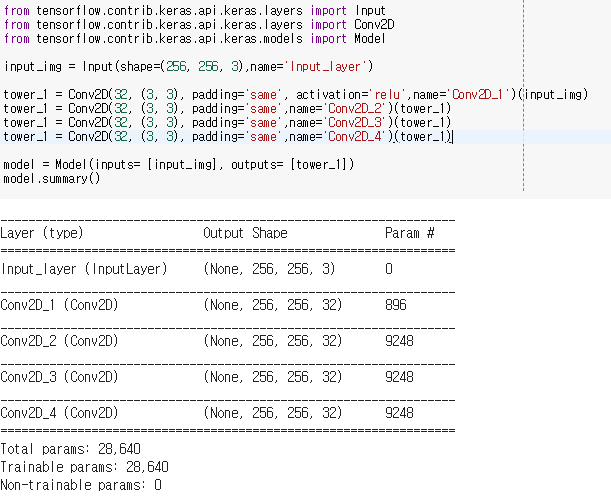 from tensorflow.contrib.keras.api.keras.layers import Input
from tensorflow.contrib.keras.api.keras.layers import Conv2D
from tensorflow.contrib.keras.api.keras.models import Model
input_img = Input(shape=(256, 256, 3),name='Input_layer')
tower_1 = Conv2D(32, (3, 3), padding='same', activation='relu',name='Conv2D_1')(input_img)
tower_1 = Conv2D(32, (3, 3), padding='same',name='Conv2D_2')(tower_1)
tower_1 = Conv2D(32, (3, 3), padding='same',name='Conv2D_3')(tower_1)
tower_1 = Conv2D(32, (3, 3), padding='same',name='Conv2D_4')(tower_1)
model = Model(inputs= [input_img], outputs= [tower_1])
model.summary()
Layer (type) Output Shape Param #
Input_layer (InputLayer) (None, 256, 256, 3) 0
Conv2D_1 (Conv2D) (None, 256, 256, 32) 896
Conv2D_2 (Conv2D) (None, 256, 256, 32) 9248
Conv2D_3 (Conv2D) (None, 256, 256, 32) 9248
Conv2D_4 (Conv2D) (None, 256, 256, 32) 9248
Total params: 28,640
Trainable params: 28,640
Non-trainable params: 0